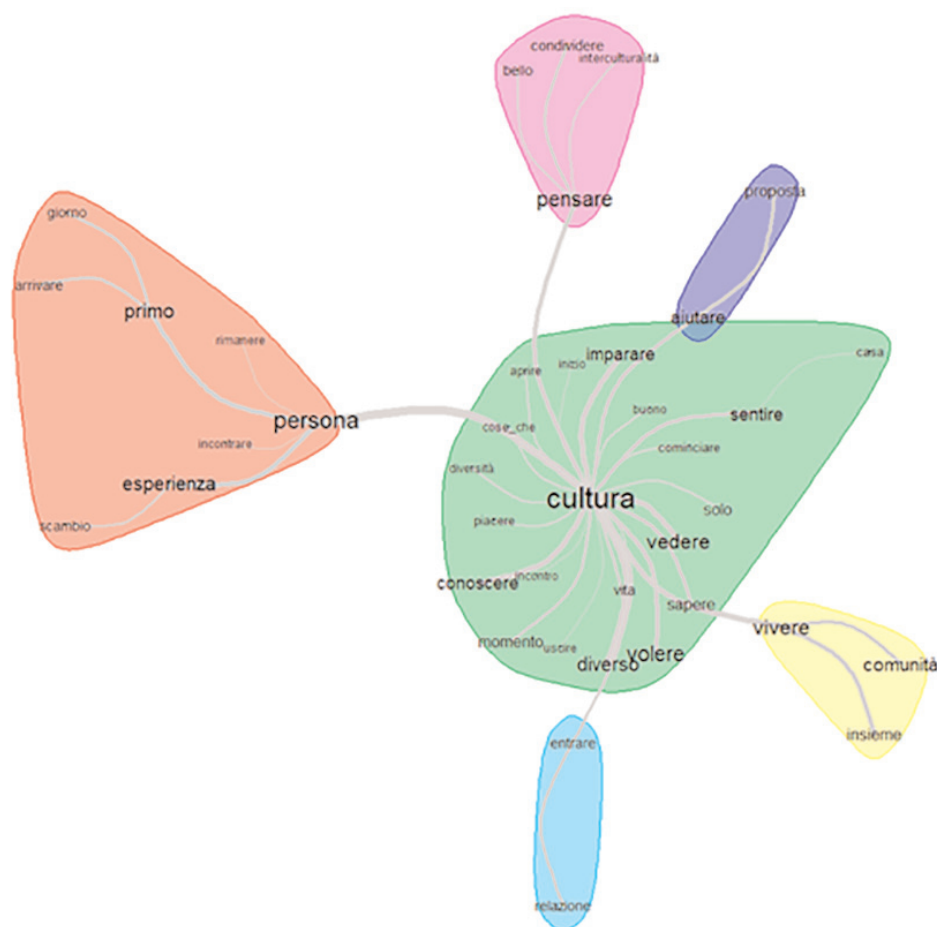 condividere
interculturalità
bello
pensare
proposta
aiutare
giorno
arrivare
primo
rimanere
persona
incontrare
esperienza
scambio
imparare
inizio
aprire
casa
buono
sentire
cose_che
cominciare
diversità
cultura
solo
piacere
vedere
conoscere
incontro
vita
sapere
momento
uscire
diverso
volere
vivere
comunità
insieme
entrare
relazione